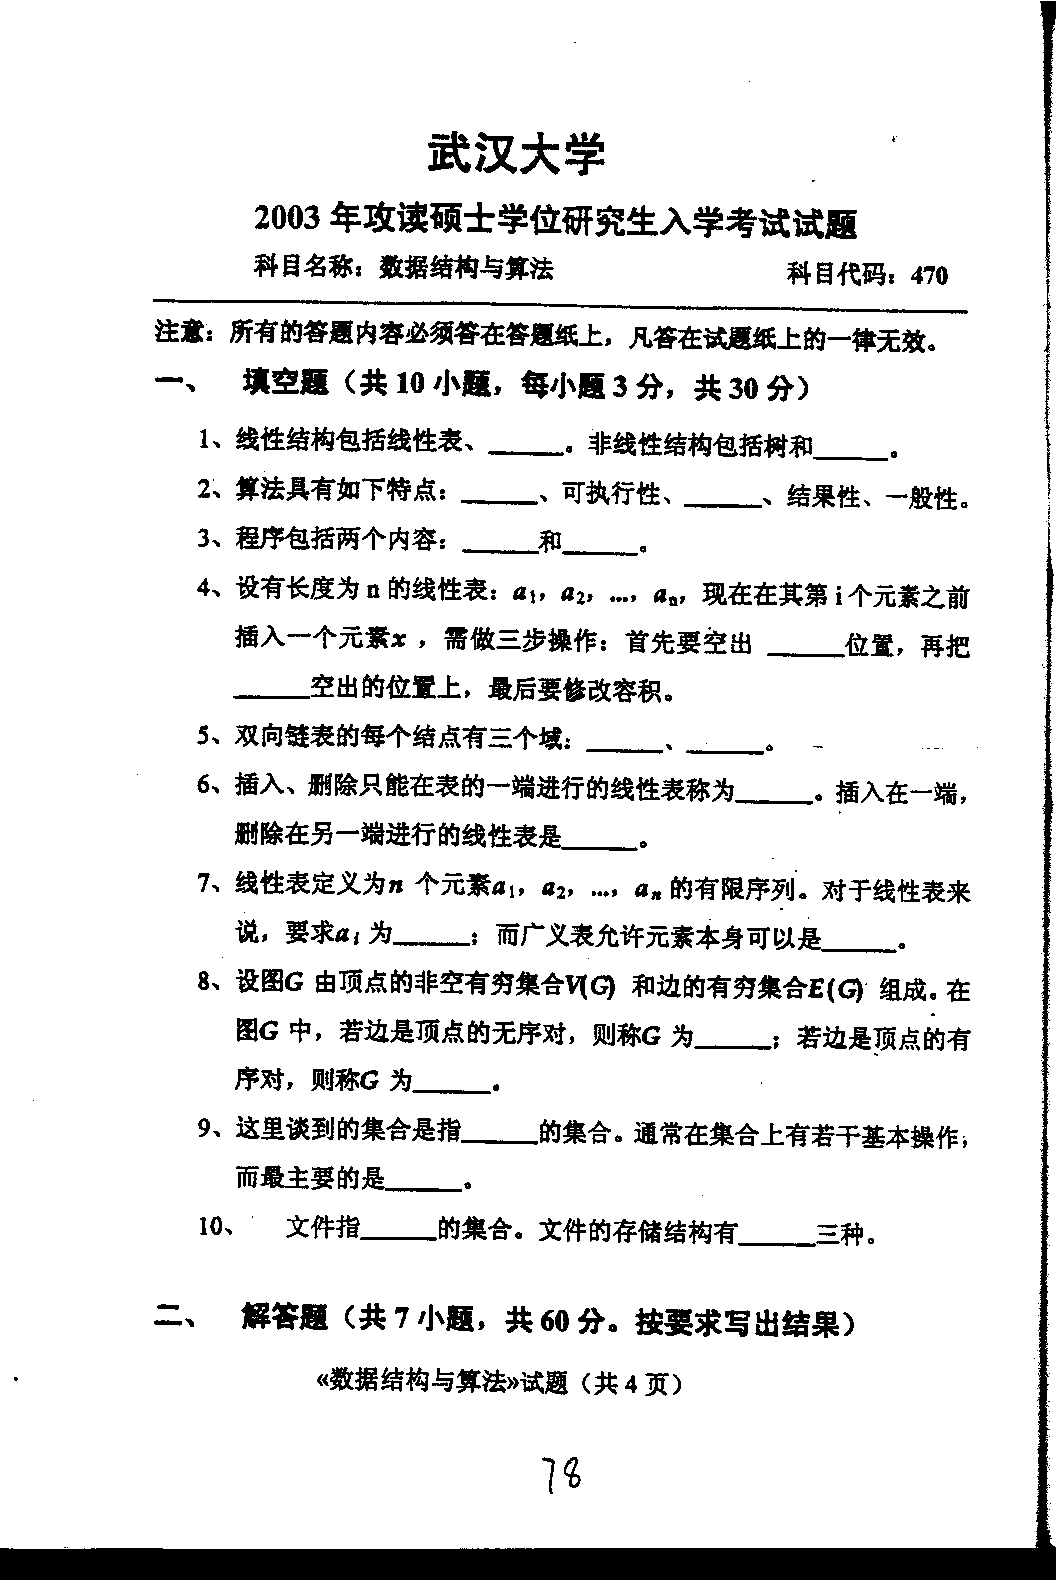 武汉大学
2003 年攻读硕士学位研究生入学考试试题
科目名称：数据结构与算法 科目代码：470
注意：所有的答题内容必须答在答题纸上，凡答在试题纸上的一律无效。
一、 填空题（共 10 小题，每小题 3 分，共 30 分）
1、线性结构包括线性表、______。非线性结构包括树和______。
2、算法具有如下特点：______、可执行性、______、结果性、一般性。
3、程序包括两个内容：______和______。
4、设有长度为 n 的线性表：a1，a2，…，an，现在在其第 i 个元素之前
插入一个元素x ，需做三步操作：首先要空出 ______位置，再把
______空出的位置上，最后要修改容积。
5、双向链表的每个结点有三个域：______、______。
6、插入、删除只能在表的一端进行的线性表称为______。插入在一端，
删除在另一端进行的线性表是______。
7、线性表定义为n 个元素a1，a2，…，an 的有限序列。对于线性表来
说，要求ai 为______；而广义表允许元素本身可以是______。
8、设图G 由顶点的非空有穷集合V(G) 和边的有穷集合E(G) 组成。在
图G 中，若边是顶点的无序对，则称G 为______；若边是顶点的有
序对，则称G 为______。
9、这里谈到的集合是指______的集合。通常在集合上有若干基本操作，
而最主要的是______。
10、 文件指______的集合。文件的存储结构有______三种。
二、 解答题（共 7 小题，共 60 分。按要求写出结果）
《数据结构与算法》试题（共 4 页）
78